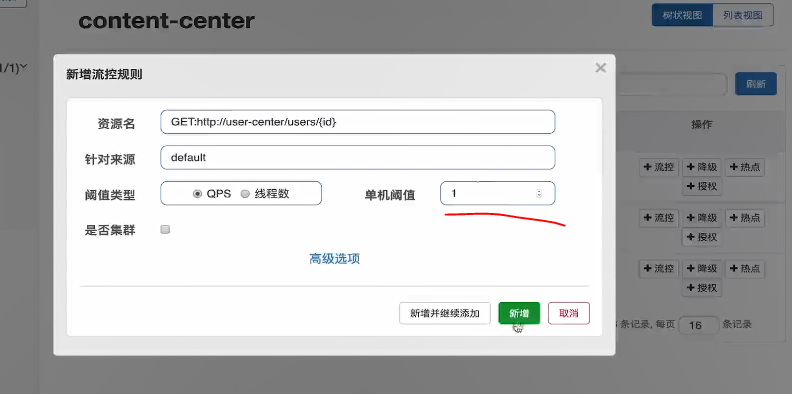 content-center
树状视图 列表视图
/1)
新增流控规则
刷新
资源名 GET:http://user-center/users/{id}
操作
针对来源 default
+ 流控 + 降级 + 热点
+ 授权
阈值类型 QPS 线程数 单机阈值 1
+ 流控 + 降级 + 热点
+ 授权
是否集群
高级选项
+ 流控 + 降级 + 热点
+ 授权
新增并继续添加 新增 取消
条记录, 每页 16 条记录